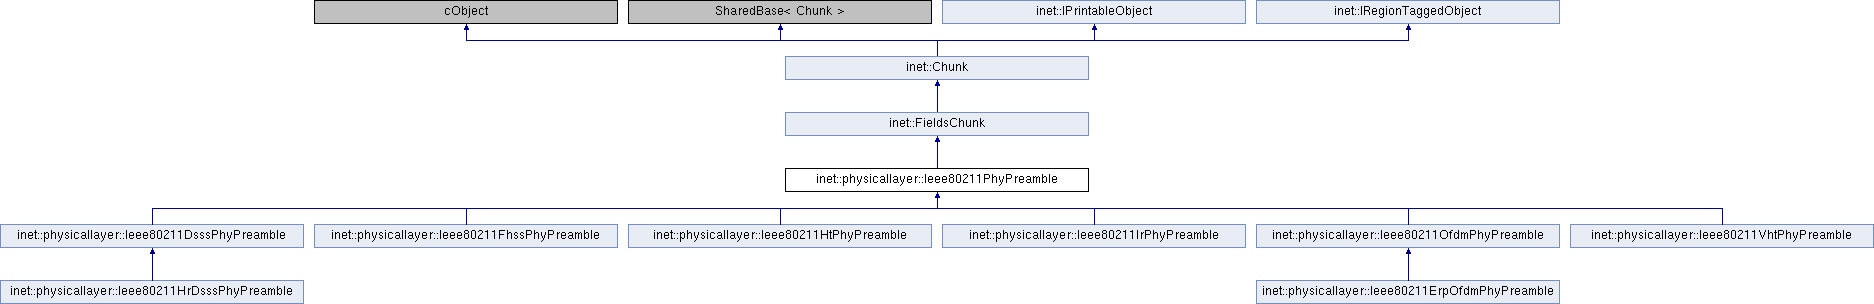 cObject
SharedBase< Chunk >
inet::IPrintableObject
inet::IRegionTaggedObject
inet::Chunk
inet::FieldsChunk
inet::physicallayer::Ieee80211PhyPreamble
inet::physicallayer::Ieee80211DsssPhyPreamble
inet::physicallayer::Ieee80211FhssPhyPreamble
inet::physicallayer::Ieee80211HtPhyPreamble
inet::physicallayer::Ieee80211IrPhyPreamble
inet::physicallayer::Ieee80211OfdmPhyPreamble
inet::physicallayer::Ieee80211VhtPhyPreamble
inet::physicallayer::Ieee80211HrDsssPhyPreamble
inet::physicallayer::Ieee80211ErpOfdmPhyPreamble